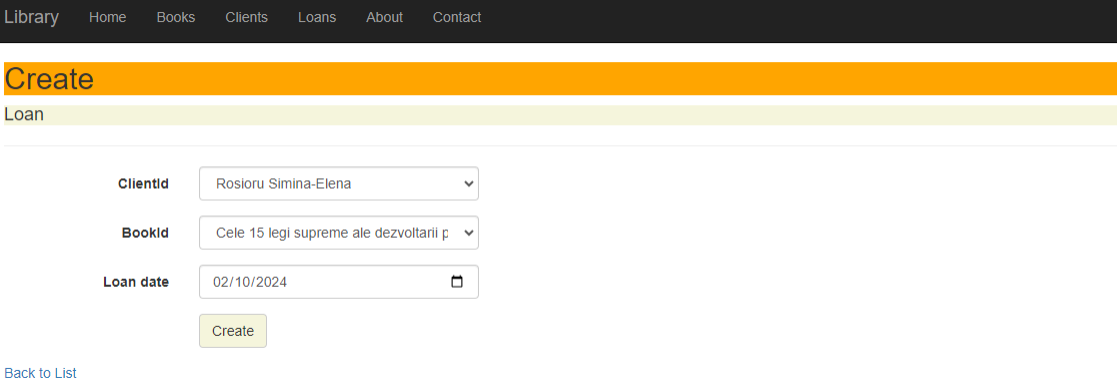 Library Home Books Clients Loans About Contact
Create
Loan
ClientId Rosioru Simina-Elena
BookId Cele 15 legi supreme ale dezvoltarii p
Loan date 02/10/2024
Create
Back to List